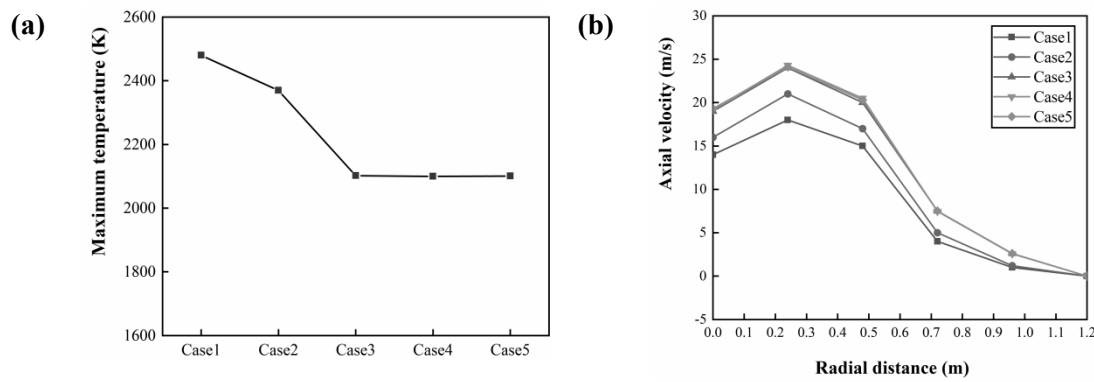 (a)
Maximum temperature (K)
2600
2400
2200
2000
1800
1600
Case1 Case2 Case3 Case4 Case5
(b)
Axial velocity (m/s)
30
25
20
15
10
5
0
-5
0.0 0.1 0.2 0.4 0.5 0.6 0.7 0.8 0.9 1.0 1.1 1.2
Radial distance (m)
Case1
Case2
Case3
Case4
Case5